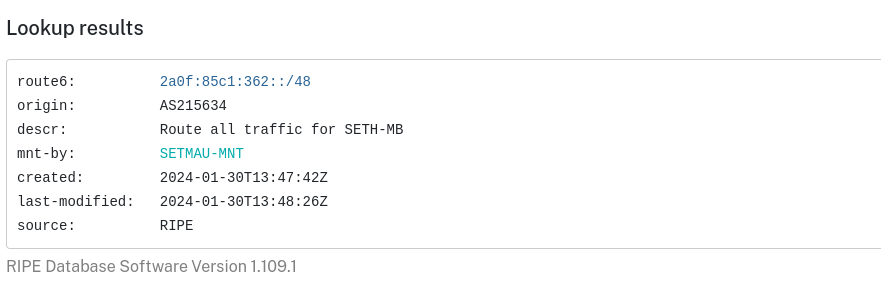 Lookup results
route6: 2a0f:85c1:362::/48
origin: AS215634
descr: Route all traffic for SETH-MB
mnt-by: SETMAU-MNT
created: 2024-01-30T13:47:42Z
last-modified: 2024-01-30T13:48:26Z
source: RIPE
RIPE Database Software Version 1.109.1